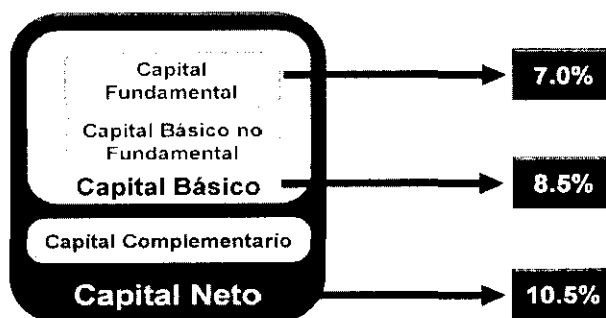 Capital
Fundamental
7.0%
Capital Básico no
Fundamental
Capital Básico
8.5%
Capital Complementario
Capital Neto
10.5%